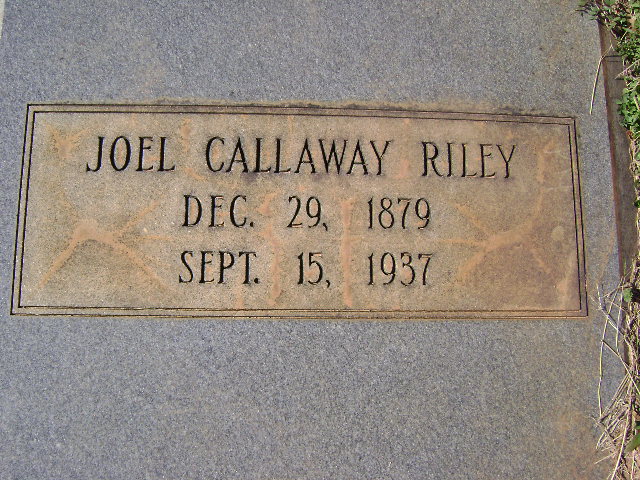 JOEL CALLAWAY RILEY
DEC. 29, 1879
SEPT. 15, 1937